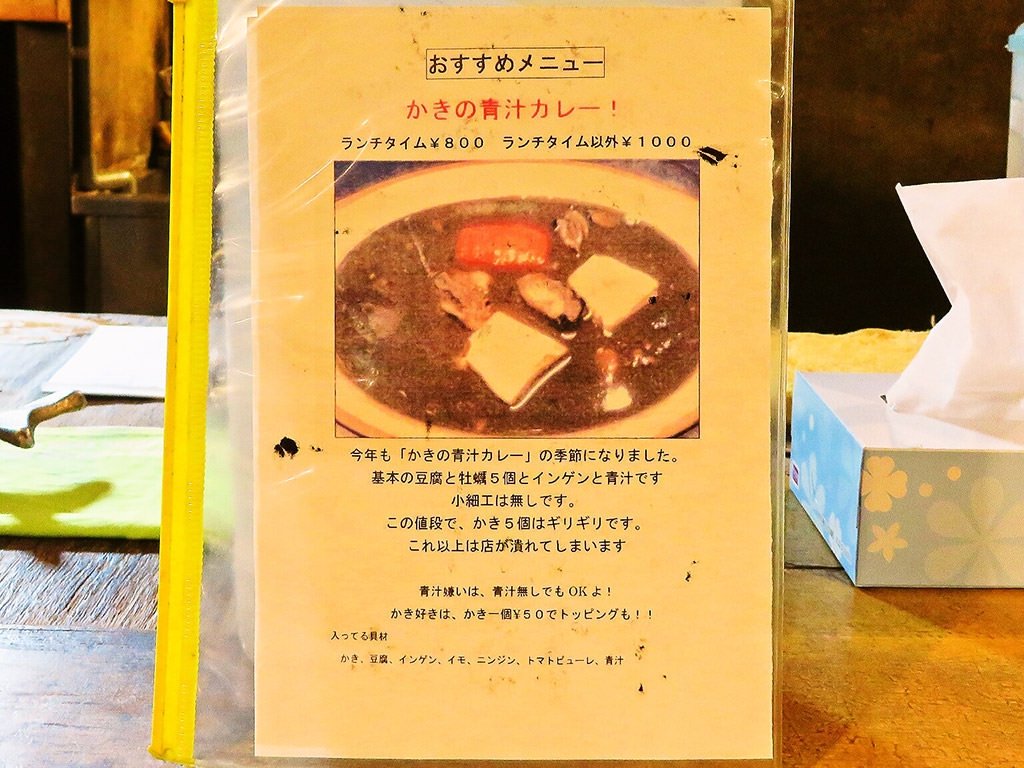 おすすめメニュー
かきの青汁カレー！
ランチタイム￥８００　ランチタイム以外￥１０００
今年も「かきの青汁カレー」の季節になりました。
基本の豆腐と牡蠣５個とインゲンと青汁です
小細工は無しです。
この値段で、かき５個はギリギリです。
これ以上は店が潰れてしまいます
青汁嫌いは、青汁無しでもOKよ！
かき好きは、かき一個¥５０でトッピングも！！
入ってる具材
かき、豆腐、インゲン、イモ、ニンジン、トマトピューレ、青汁